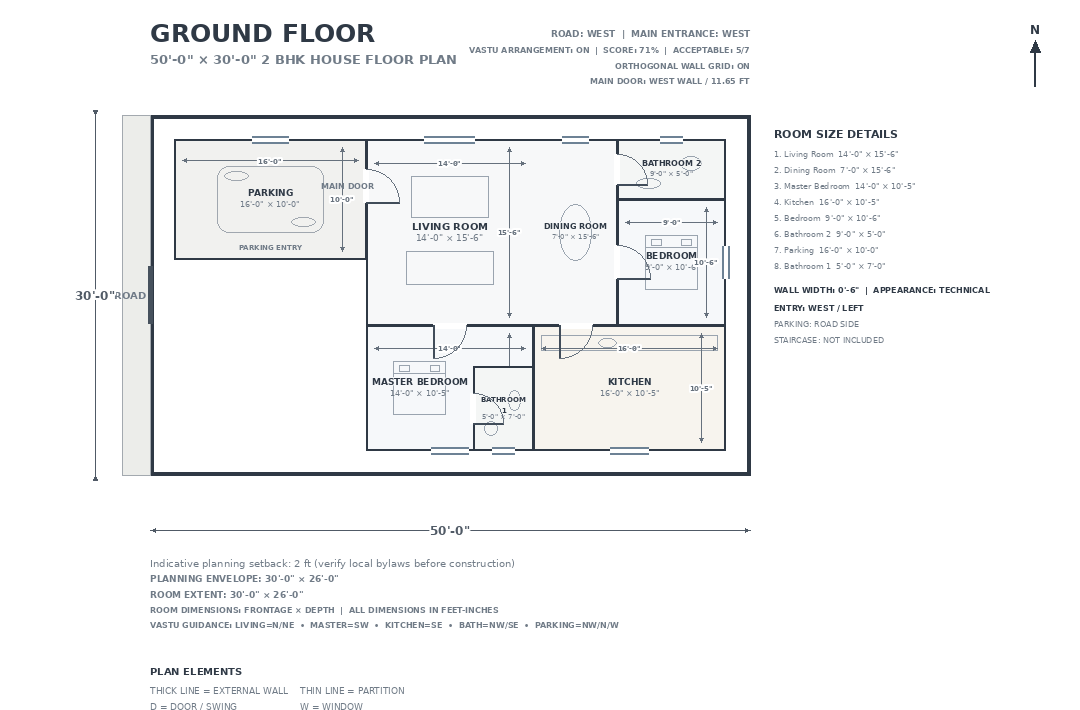 GROUND FLOOR
50'-0" × 30'-0" 2 BHK HOUSE FLOOR PLAN
ROAD: WEST | MAIN ENTRANCE: WEST
VASTU ARRANGEMENT: ON | SCORE: 71% | ACCEPTABLE: 5/7
ORTHOGONAL WALL GRID: ON
MAIN DOOR: WEST WALL / 11.65 FT
N
16'-0"
PARKING
16'-0" × 10'-0"
MAIN DOOR
10'-0"
PARKING ENTRY
14'-0"
LIVING ROOM
14'-0" × 15'-6"
15'-6"
DINING ROOM
7'-0" × 15'-6"
BATHROOM 2
9'-0" × 5'-0"
9'-0"
BEDROOM
9'-0" × 10'-6"
10'-6"
30'-0"
ROAD
14'-0"
MASTER BEDROOM
14'-0" × 10'-5"
BATHROOM
1
5'-0" × 7'-0"
16'-0"
KITCHEN
16'-0" × 10'-5"
10'-5"
50'-0"
ROOM SIZE DETAILS
1. Living Room 14'-0" × 15'-6"
2. Dining Room 7'-0" × 15'-6"
3. Master Bedroom 14'-0" × 10'-5"
4. Kitchen 16'-0" × 10'-5"
5. Bedroom 9'-0" × 10'-6"
6. Bathroom 2 9'-0" × 5'-0"
7. Parking 16'-0" × 10'-0"
8. Bathroom 1 5'-0" × 7'-0"
WALL WIDTH: 0'-6" | APPEARANCE: TECHNICAL
ENTRY: WEST / LEFT
PARKING: ROAD SIDE
STAIRCASE: NOT INCLUDED
Indicative planning setback: 2 ft (verify local bylaws before construction)
PLANNING ENVELOPE: 30'-0" × 26'-0"
ROOM EXTENT: 30'-0" × 26'-0"
ROOM DIMENSIONS: FRONTAGE × DEPTH | ALL DIMENSIONS IN FEET-INCHES
VASTU GUIDANCE: LIVING=N/NE • MASTER=SW • KITCHEN=SE • BATH=NW/SE • PARKING=NW/N/W
PLAN ELEMENTS
THICK LINE = EXTERNAL WALL THIN LINE = PARTITION
D = DOOR / SWING W = WINDOW